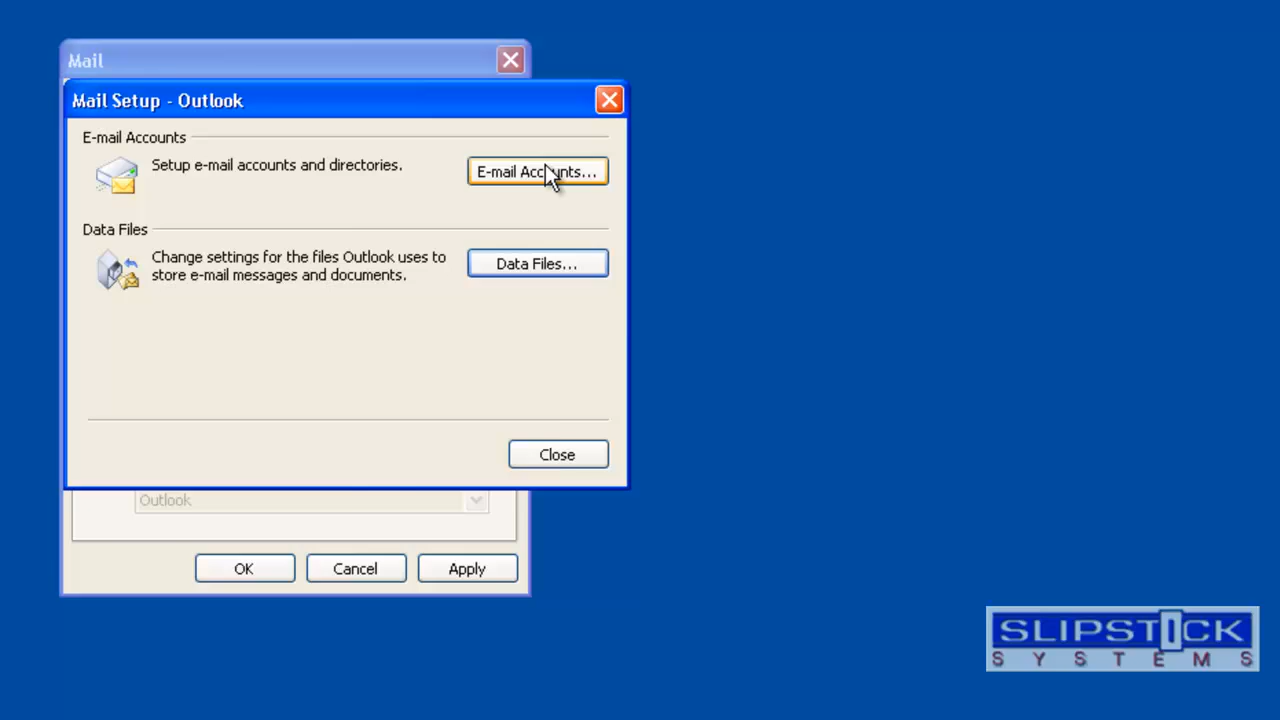 Mail
Mail Setup - Outlook
E-mail Accounts
Setup e-mail accounts and directories.
E-mail Accounts...
Data Files
Change settings for the files Outlook uses to
store e-mail messages and documents.
Data Files...
Close
Outlook
OK
Cancel
Apply
SLIPSTICK
SYSTEMS